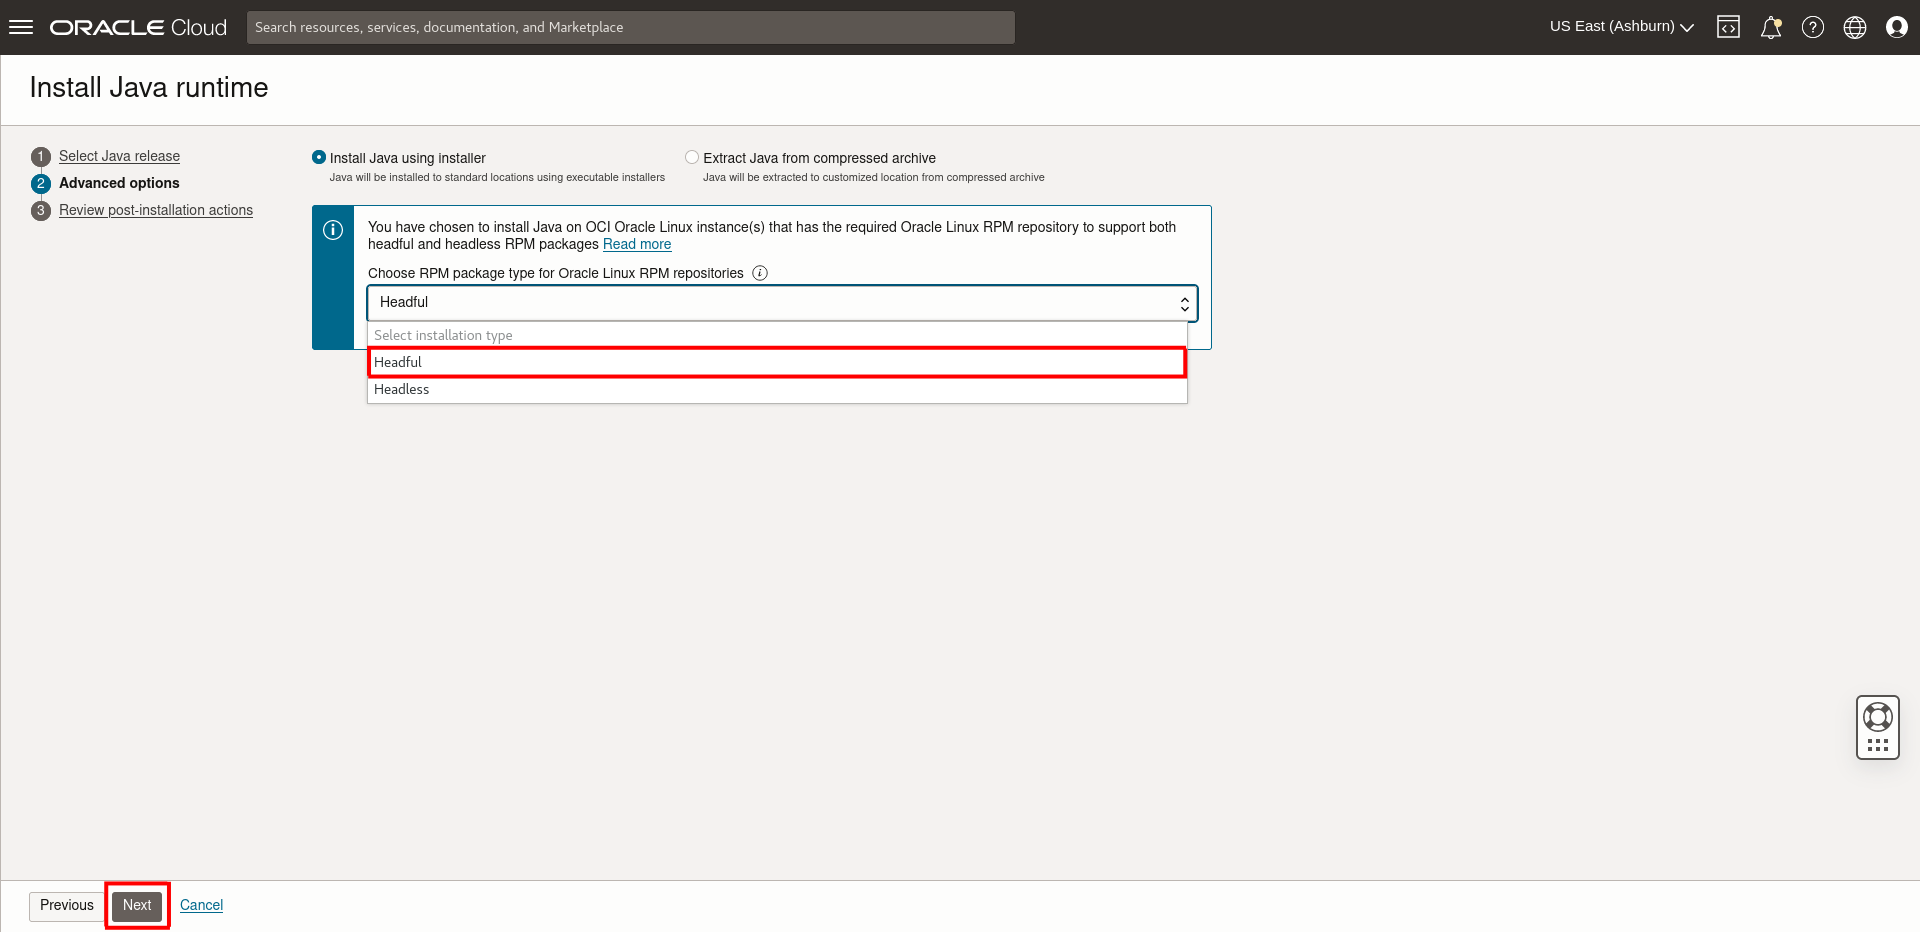 ORACLE Cloud
Search resources, services, documentation, and Marketplace
US East (Ashburn)
Install Java runtime
1 Select Java release
2 Advanced options
3 Review post-installation actions
Install Java using installer
Java will be installed to standard locations using executable installers
Extract Java from compressed archive
Java will be extracted to customized location from compressed archive
You have chosen to install Java on OCI Oracle Linux instance(s) that has the required Oracle Linux RPM repository to support both
headful and headless RPM packages Read more
Choose RPM package type for Oracle Linux RPM repositories
Headful
Select installation type
Headful
Headless
Previous
Next
Cancel